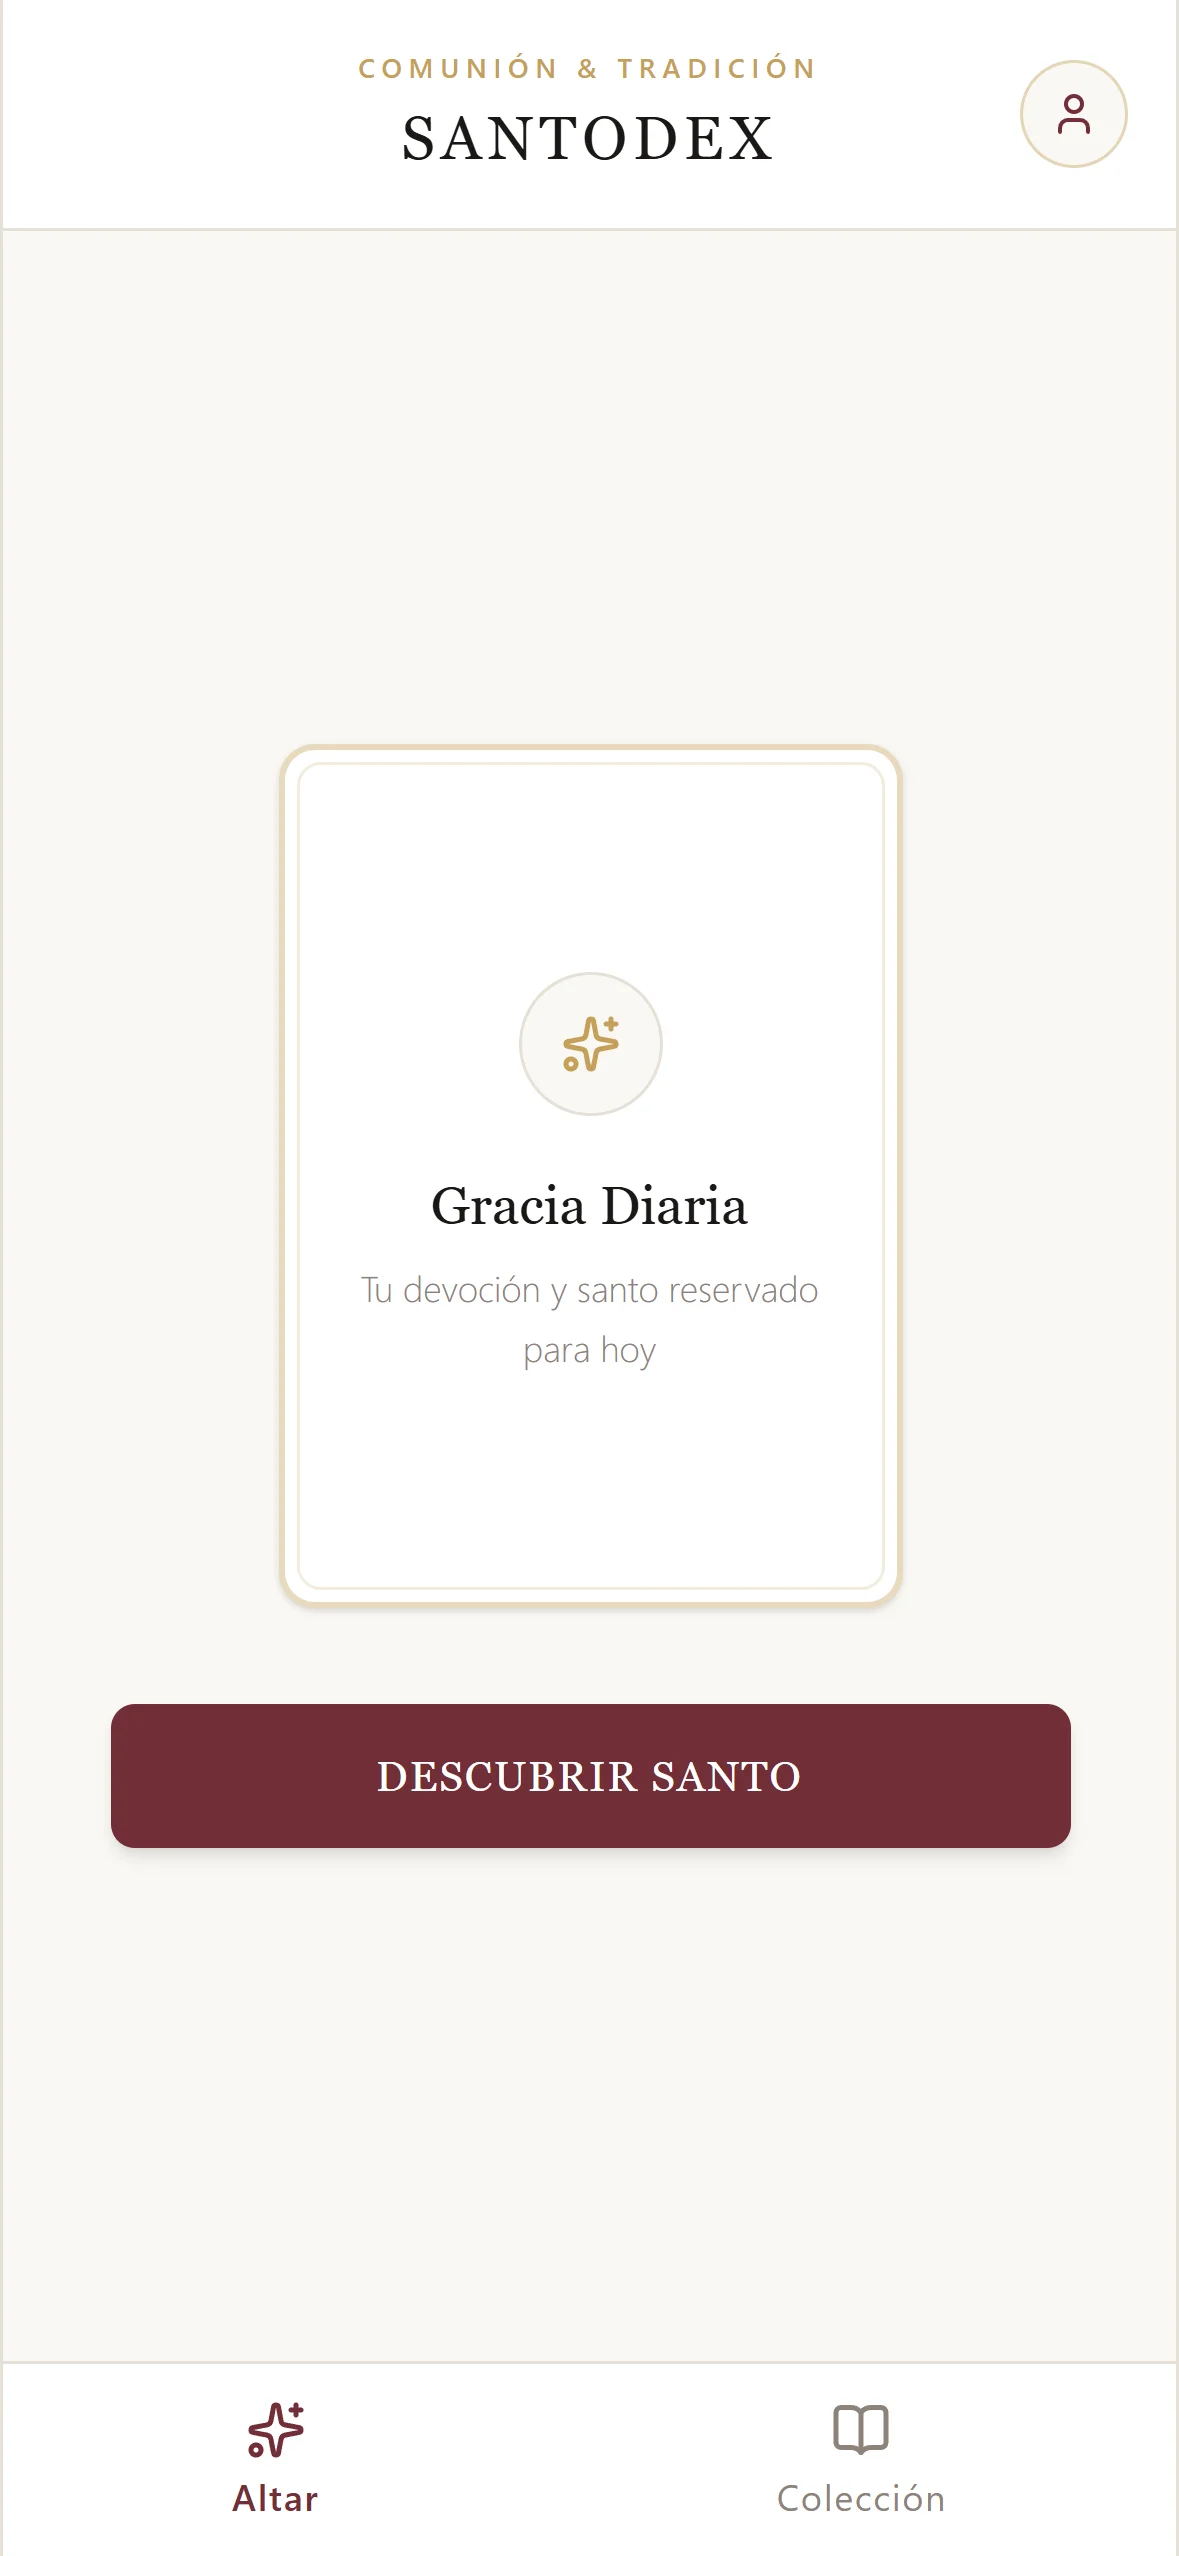 COMUNIÓN & TRADICIÓN
SANTODEX
Gracia Diaria
Tu devoción y santo reservado
para hoy
DESCUBRIR SANTO
Altar
Colección